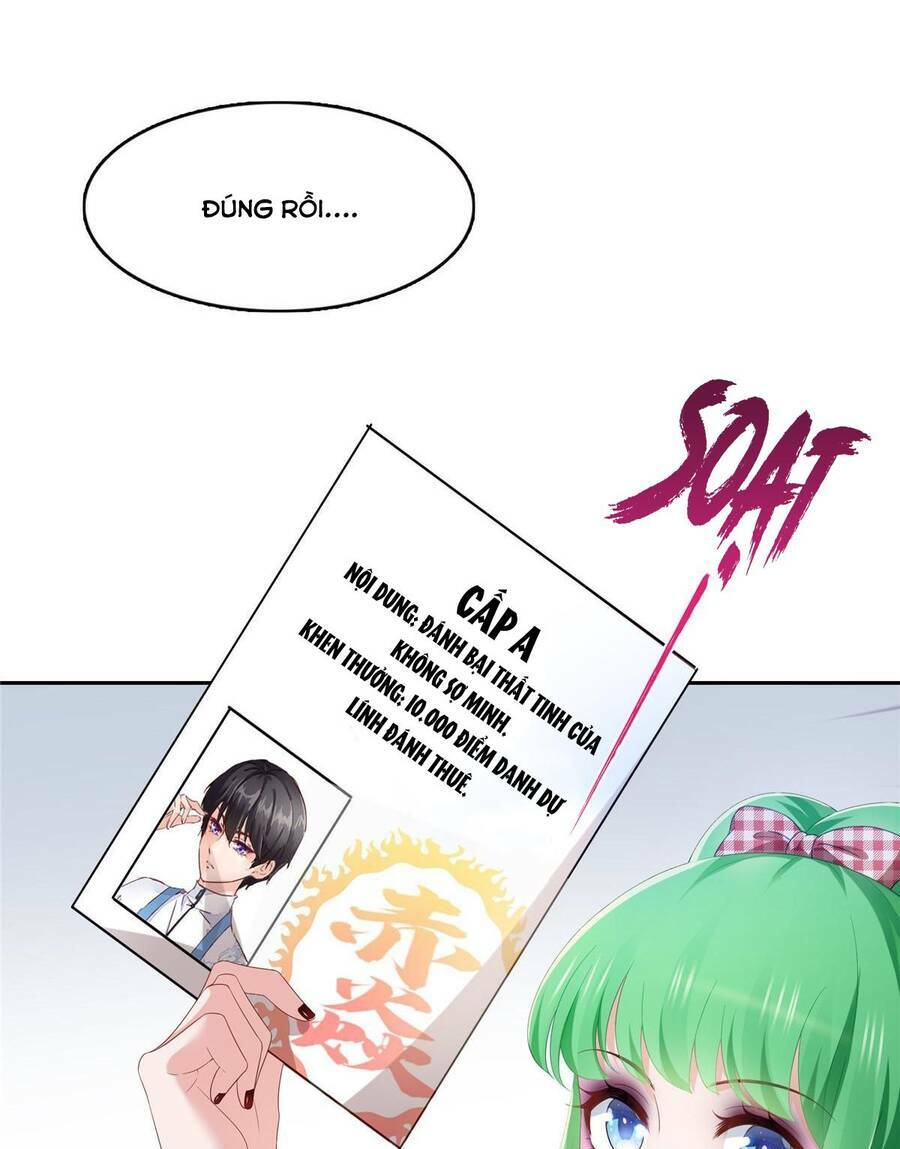 ĐÚNG RỒI....
SOẠT
CẤP A
NỘI DUNG: ĐÁNH BẠI THẤT TINH CỦA
KHÔNG SỢ MINH.
KHEN THƯỞNG: 10.000 ĐIỂM DANH DỰ
LÍNH ĐÁNH THUÊ.
赤
焱